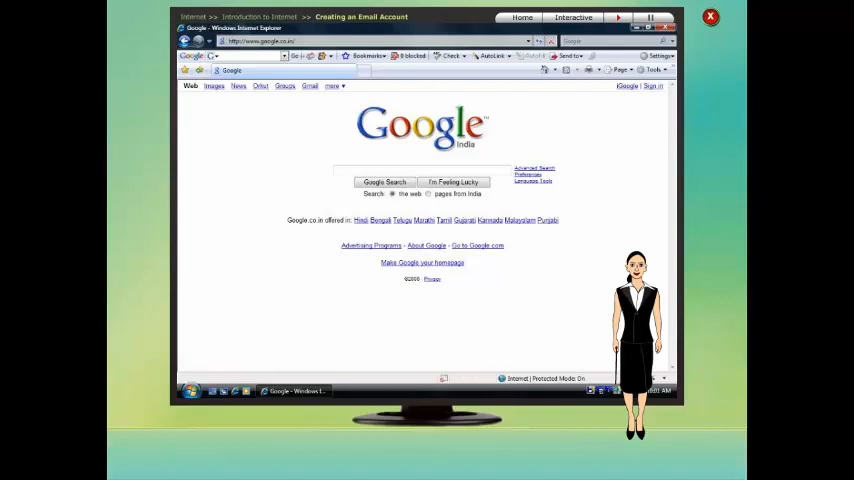 Internet >> Introduction to Internet >> Creating an Email Account
Home Interactive
Google - Windows Internet Explorer
http://www.google.co.in/
Google
Google G Go Bookmarks 0 blocked Check AutoLink Send to Settings
Google
Page Tools
Web Images News Orkut Groups Gmail more iGoogle | Sign in
Google
India
Advanced Search
Preferences
Language Tools
Google Search I'm Feeling Lucky
Search: the web pages from India
Google.co.in offered in: Hindi Bengali Telugu Marathi Tamil Gujarati Kannada Malayalam Punjabi
Advertising Programs - About Google - Go to Google.com
Make Google your homepage
©2008 - Privacy
Internet | Protected Mode: On
Google - Windows I...